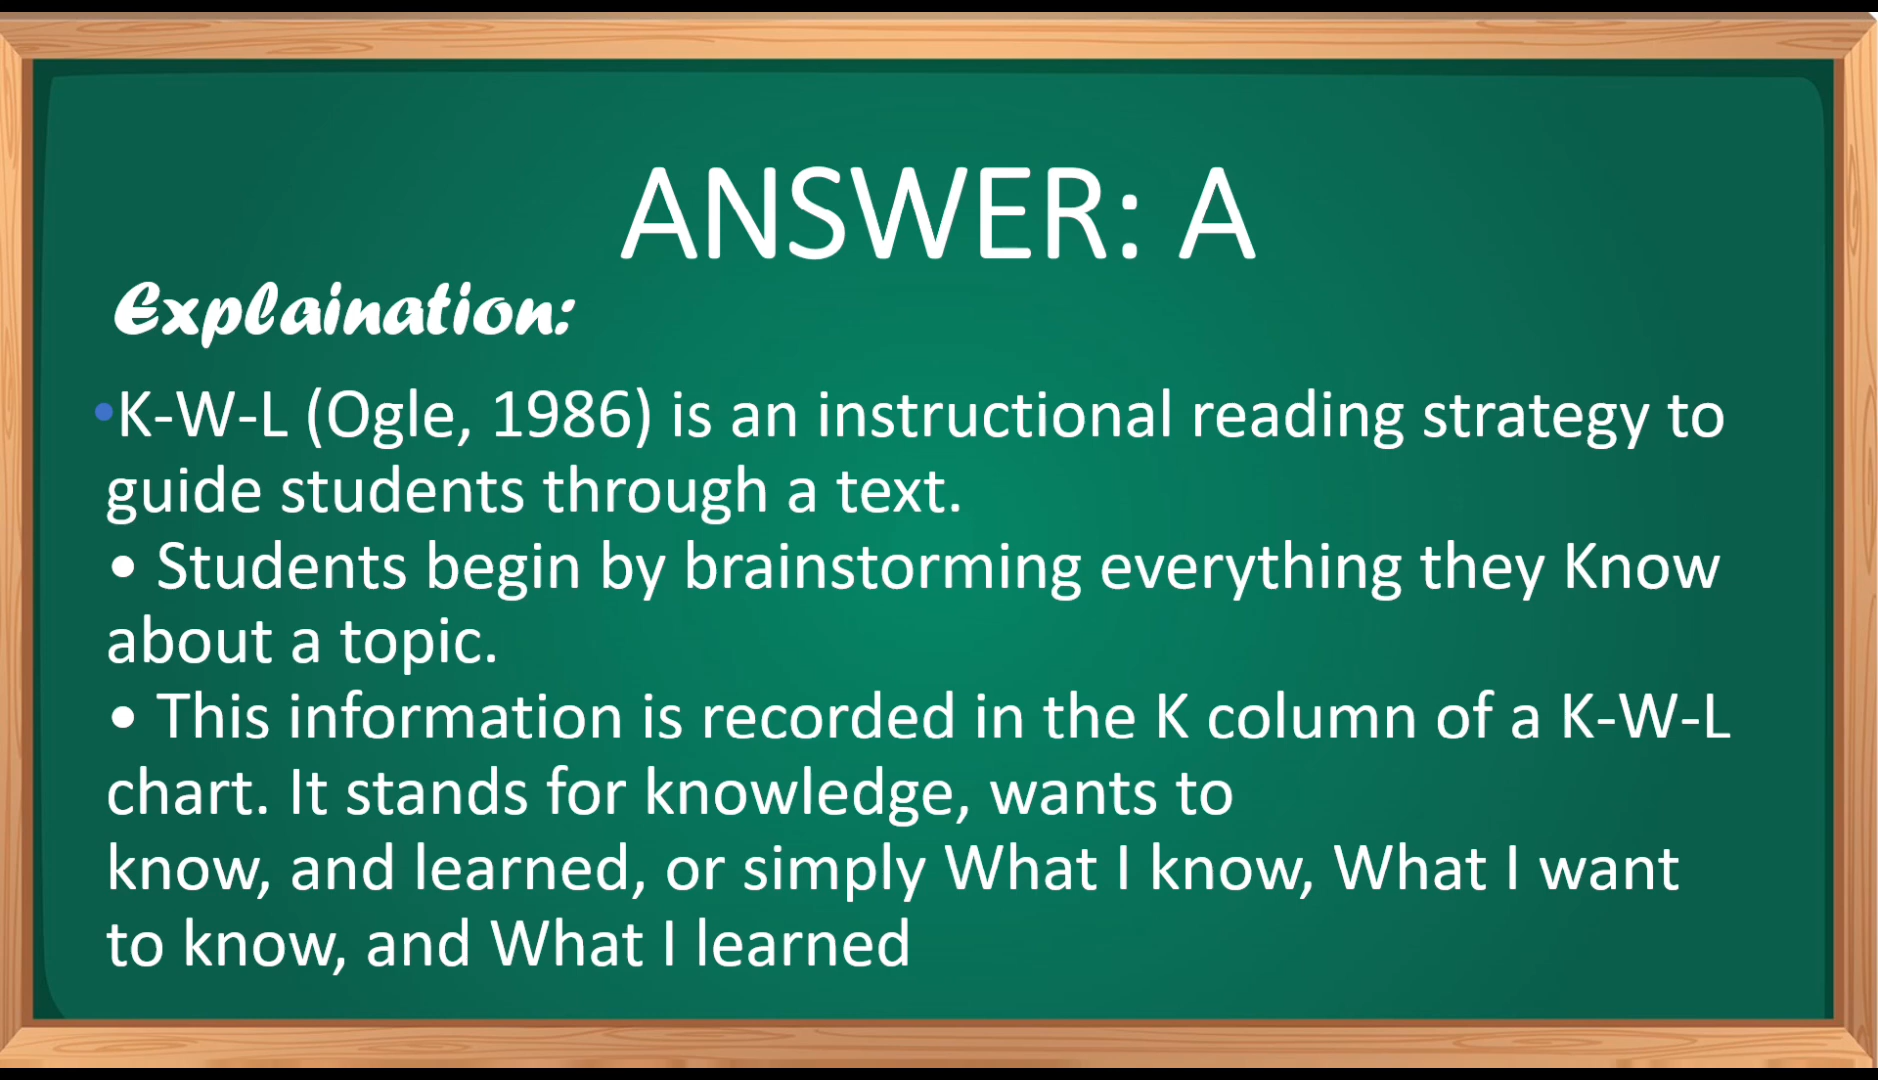 ANSWER: A
Explaination:
•K-W-L (Ogle, 1986) is an instructional reading strategy to
guide students through a text.
• Students begin by brainstorming everything they Know
about a topic.
• This information is recorded in the K column of a K-W-L
chart. It stands for knowledge, wants to
know, and learned, or simply What I know, What I want
to know, and What I learned